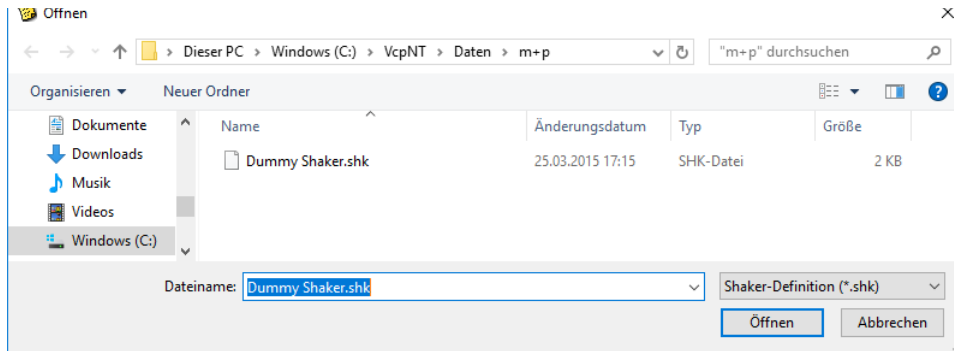 Öffnen
Dieser PC > Windows (C:) > VcpNT > Daten > m+p
"m+p" durchsuchen
Organisieren
Neuer Ordner
Dokumente
Downloads
Musik
Videos
Windows (C:)
Name
Änderungsdatum
Typ
Größe
Dummy Shaker.shk
25.03.2015 17:15
SHK-Datei
2 KB
Dateiname:
Dummy Shaker.shk
Shaker-Definition (*.shk)
Öffnen
Abbrechen